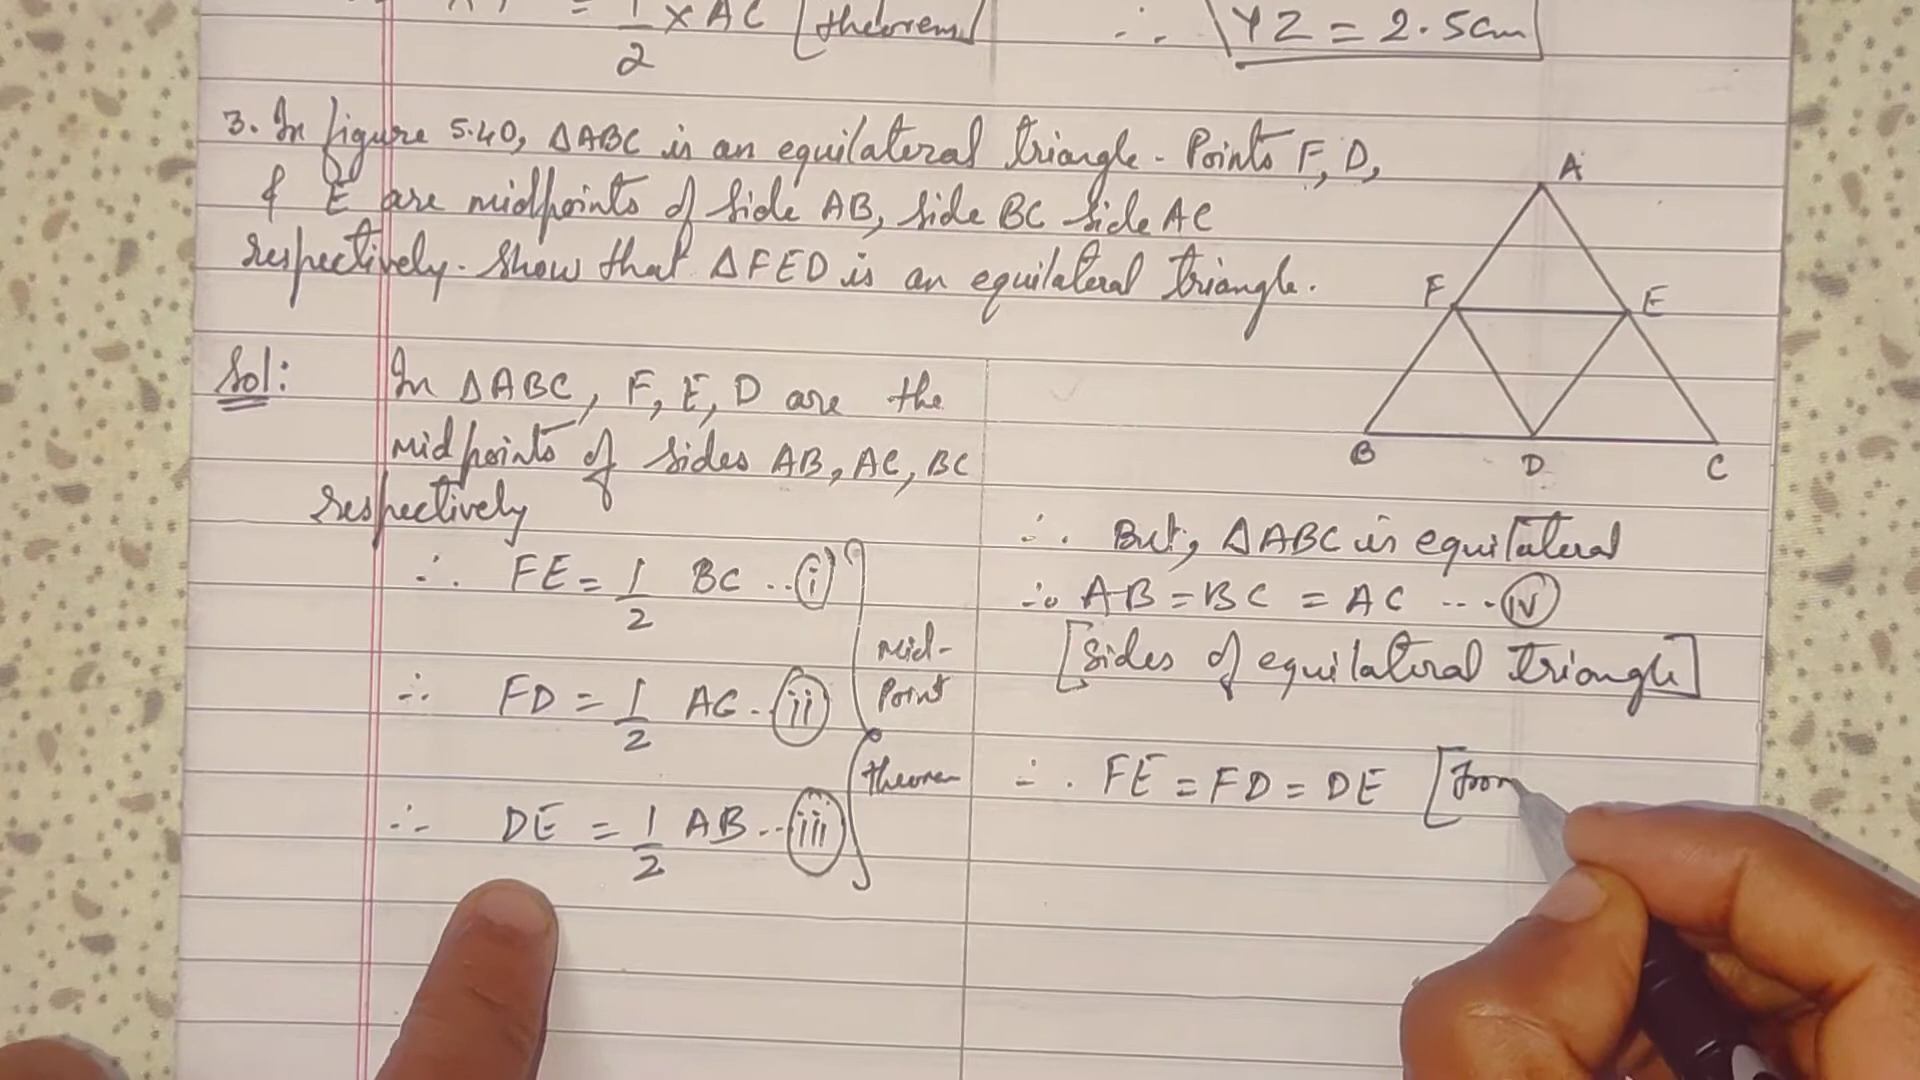 = 1/2 × AC [theorem]
∴ YZ = 2.5cm
3. In figure 5.40, △ABC is an equilateral triangle. Points F, D,
& E are midpoints of side AB, side BC side AC
respectively. Show that △FED is an equilateral triangle.
A
F
E
B
D
C
Sol:
In △ABC, F, E, D are the
midpoints of sides AB, AC, BC
respectively
∴ FE = 1/2 BC ..(i)
∴ FD = 1/2 AC ..(ii)
∴ DE = 1/2 AB ..(iii)
Mid-
Point
theorem
∴ But, △ABC is equilateral
∴ AB = BC = AC ....(iv)
[sides of equilateral triangle]
∴ FE = FD = DE [from